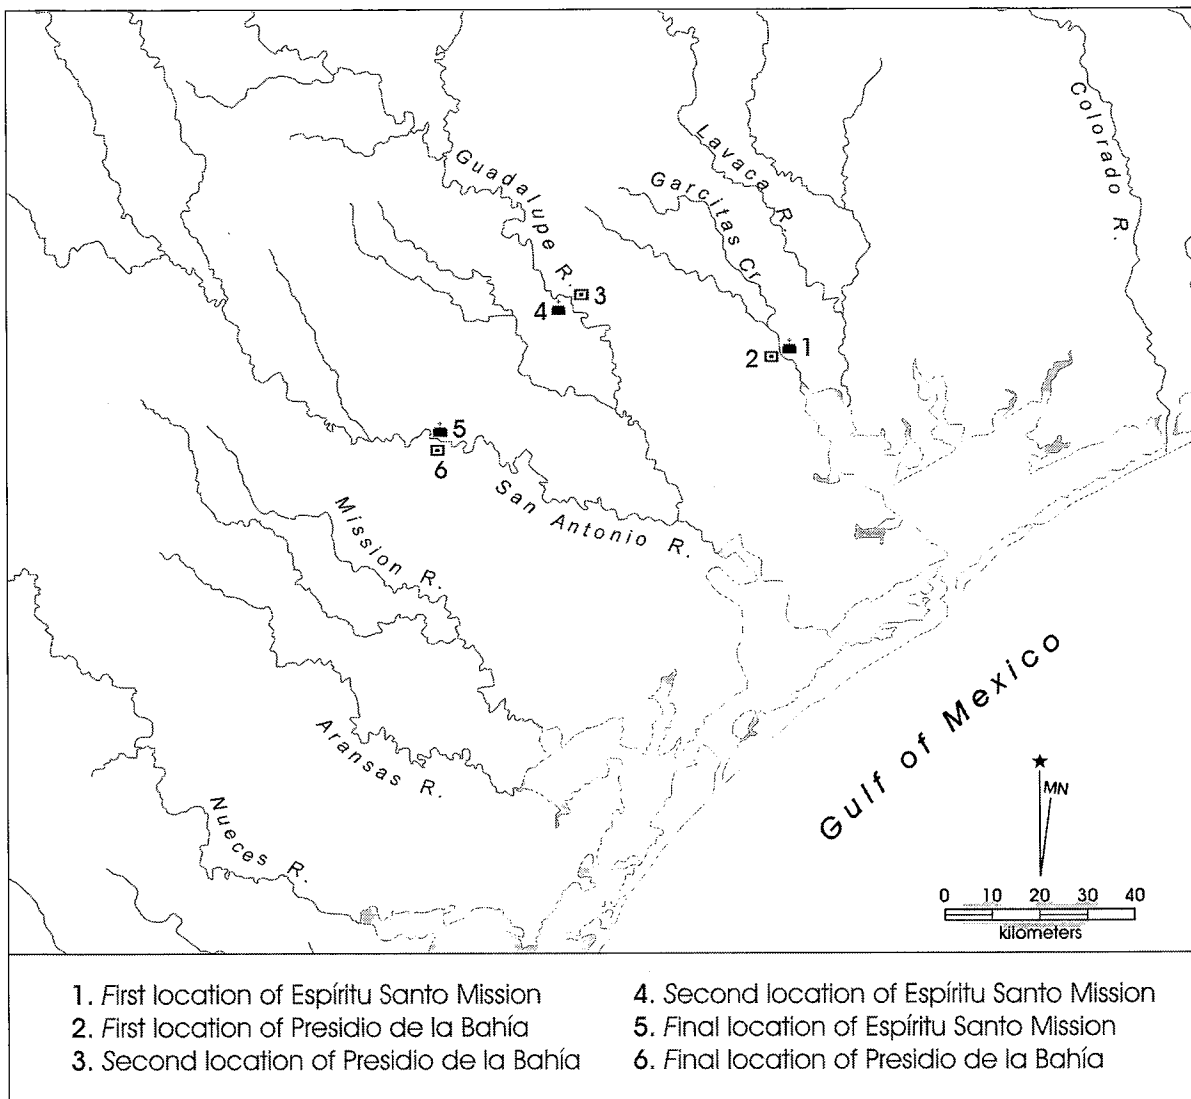 Colorado R.
Lavaca R.
Guadalupe R.
Garcitas Cr.
3
4
1
2
5
6
San Antonio R.
Mission R.
Gulf of Mexico
Aransas R.
MN
Nueces R.
0 10 20 30 40
kilometers
1. First location of Espíritu Santo Mission
2. First location of Presidio de la Bahía
3. Second location of Presidio de la Bahía
4. Second location of Espíritu Santo Mission
5. Final location of Espíritu Santo Mission
6. Final location of Presidio de la Bahía